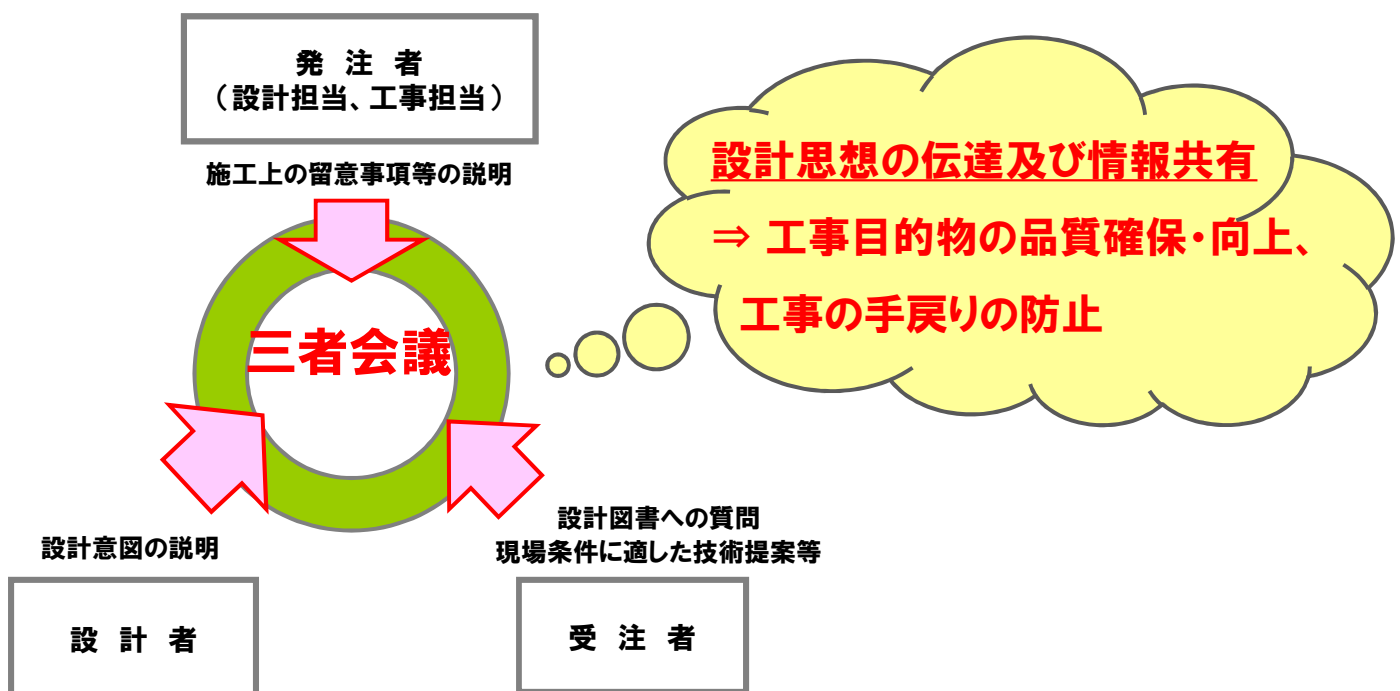 発 注 者
（設計担当、工事担当）
施工上の留意事項等の説明
三者会議
設計思想の伝達及び情報共有
⇒ 工事目的物の品質確保・向上、
工事の手戻りの防止
設計意図の説明
設 計 者
設計図書への質問
現場条件に適した技術提案等
受 注 者